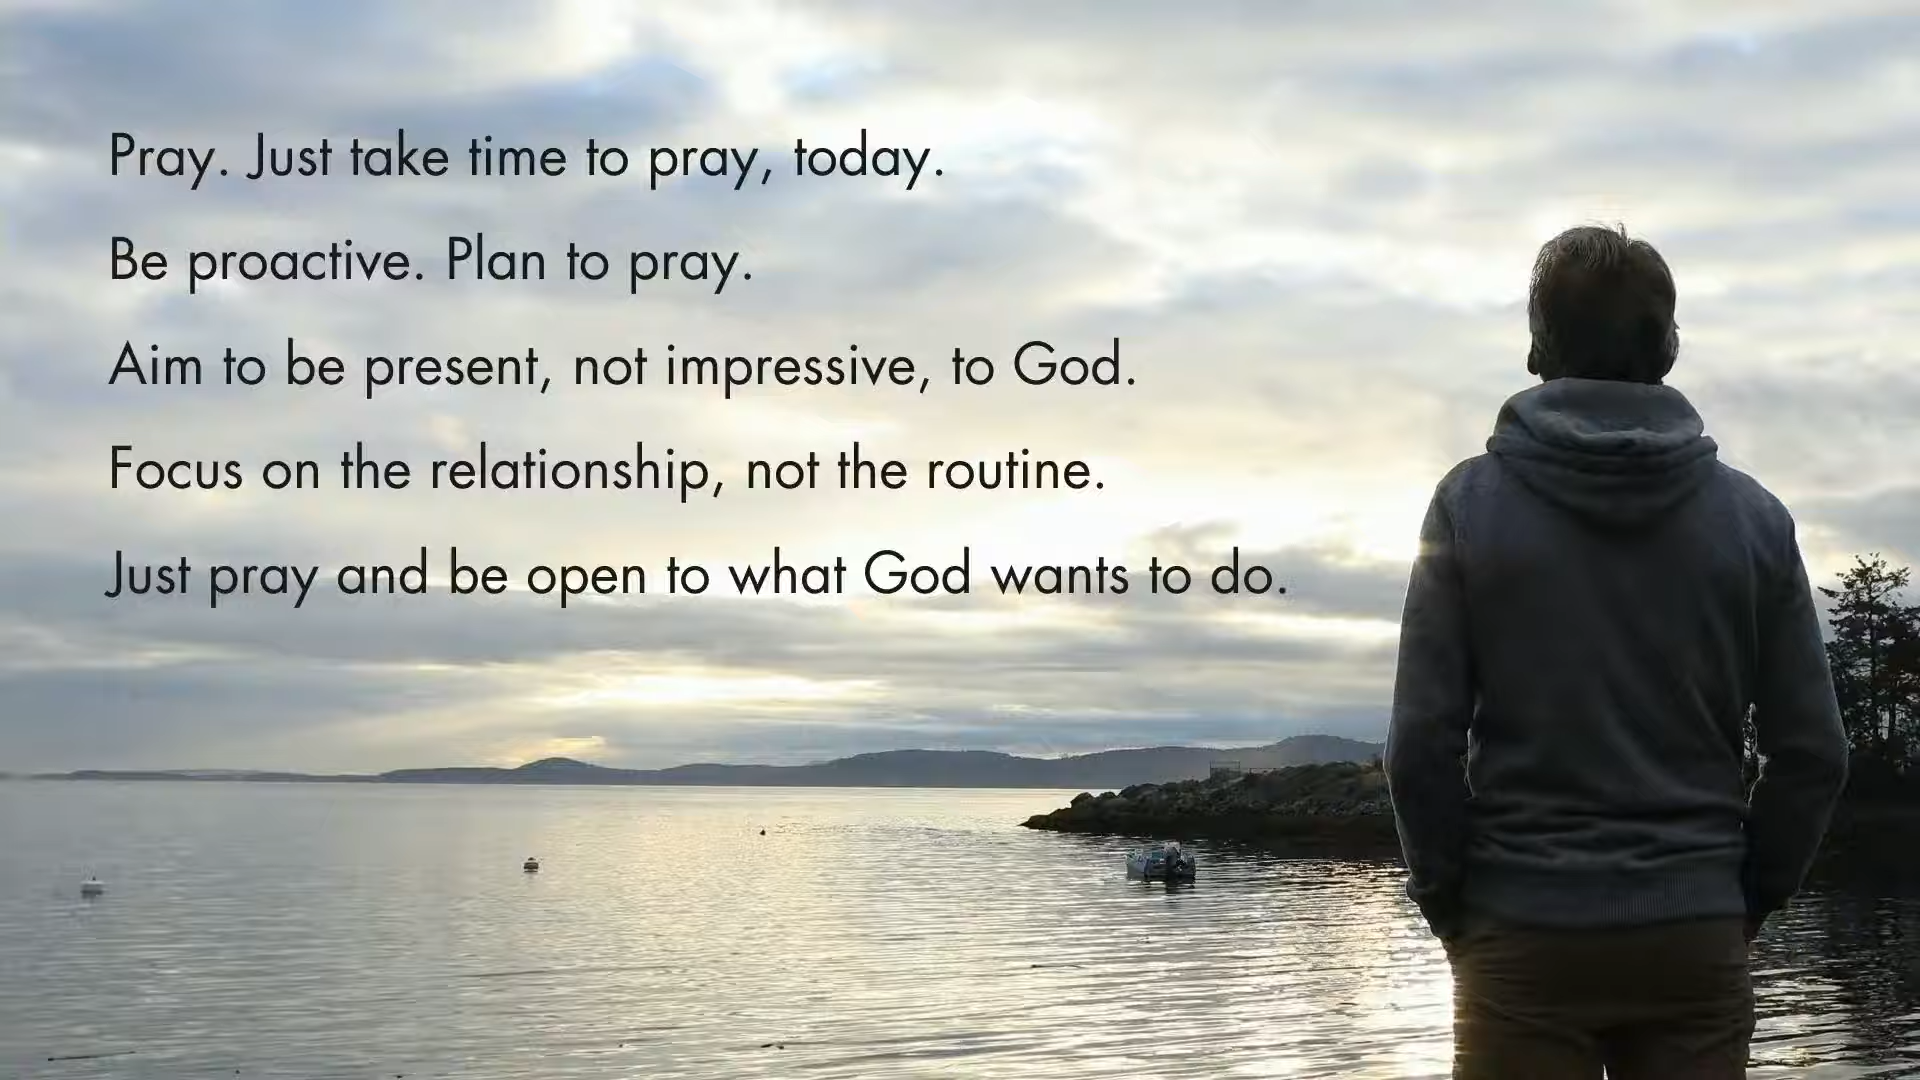 Pray. Just take time to pray, today.
Be proactive. Plan to pray.
Aim to be present, not impressive, to God.
Focus on the relationship, not the routine.
Just pray and be open to what God wants to do.